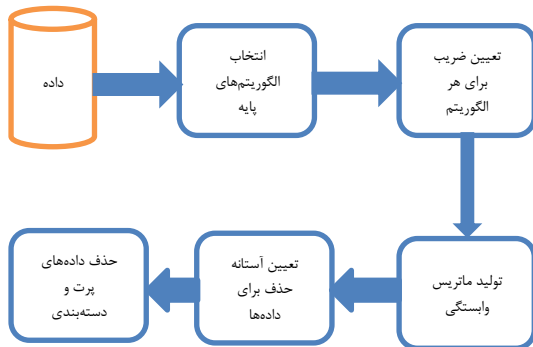 داده
انتخاب
الگوریتم‌های
پایه
تعیین ضریب
برای هر
الگوریتم
تولید ماتریس
وابستگی
تعیین آستانه
حذف برای
داده‌ها
حذف داده‌های
پرت و
دسته‌بندی